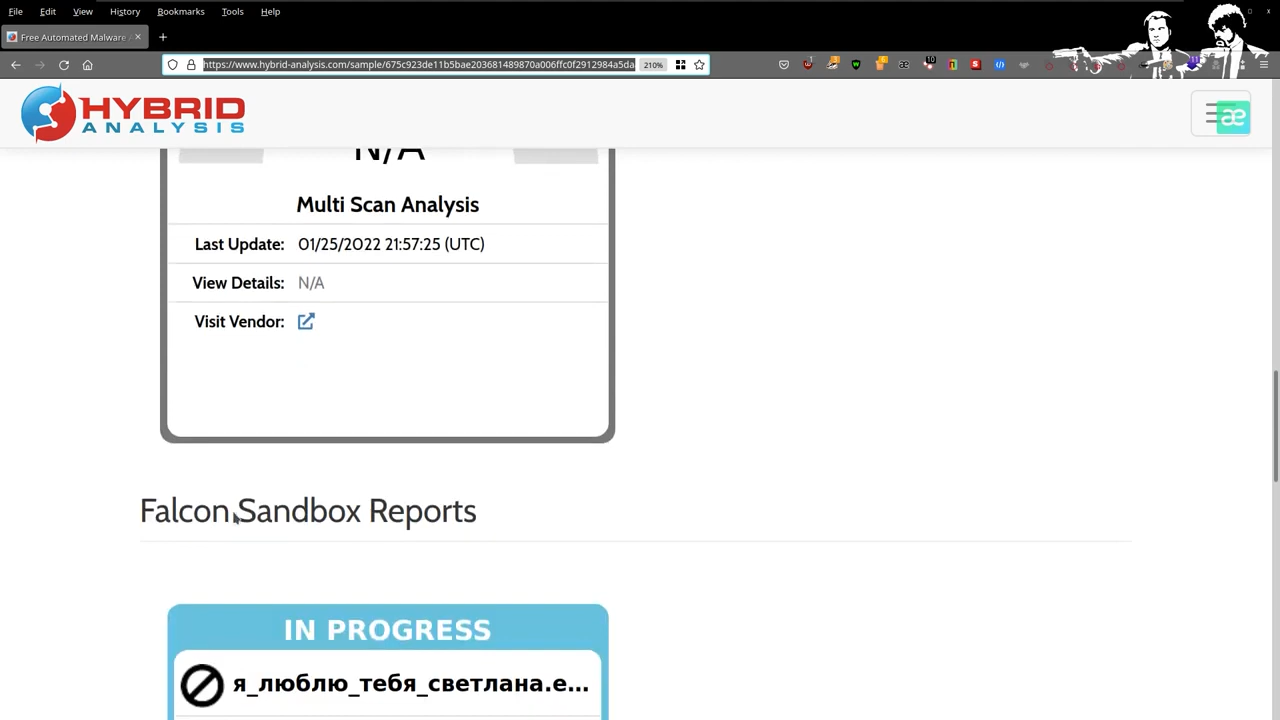 File Edit View History Bookmarks Tools Help
Free Automated Malware
https://www.hybrid-analysis.com/sample/675c923de11b5bae203681489870a006ffc0f2912984a5da
210%
10
11
HYBRID
ANALYSIS
æ
N/A
Multi Scan Analysis
Last Update: 01/25/2022 21:57:25 (UTC)
View Details: N/A
Visit Vendor:
Falcon Sandbox Reports
IN PROGRESS
я_люблю_тебя_светлана.e...